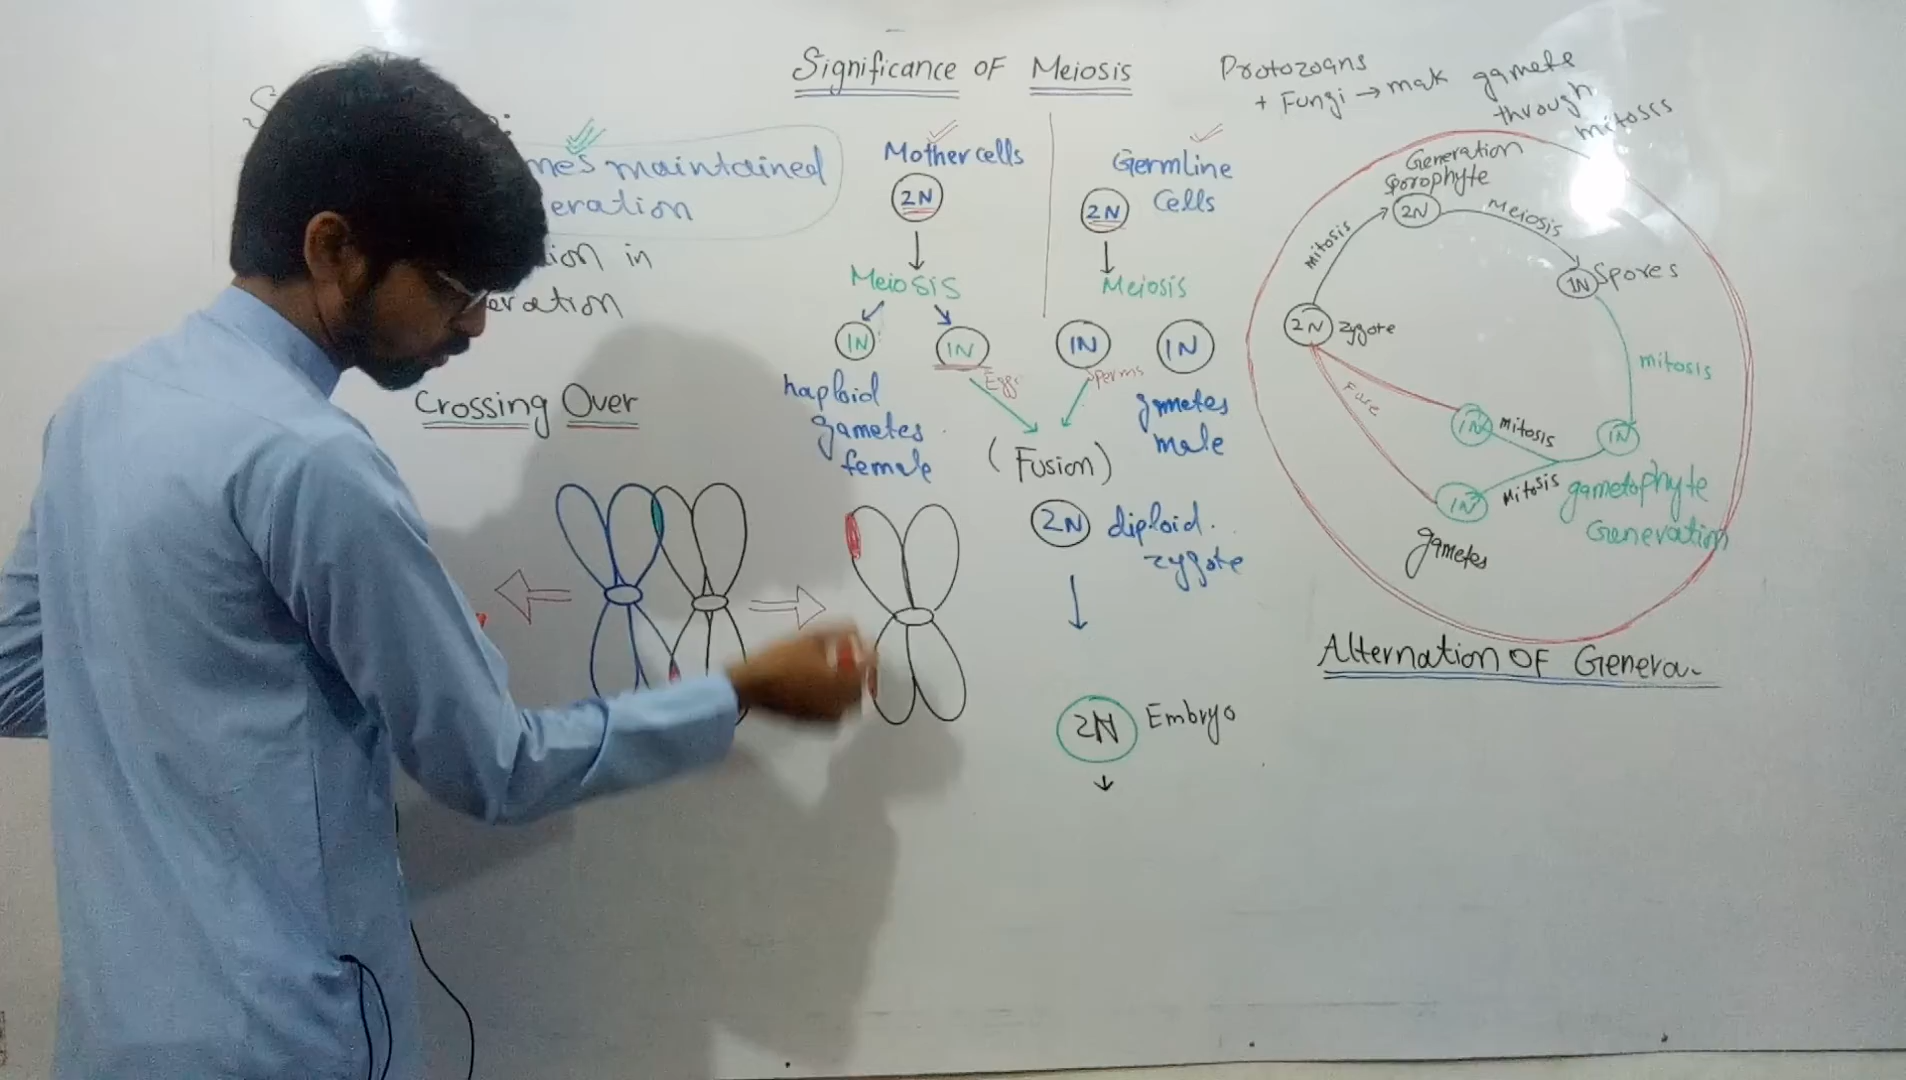 Significance OF Meiosis
mes maintained
eration
ion in
eration
Crossing Over
Mother cells
2N
Meiosis
1N
1N
Eggs
haploid
gametes
female
Germline
Cells
2N
Meiosis
1N
1N
Sperms
gmetes
male
(Fusion)
2N
diploid.
zygote
2N
Embryo
Protozoans
+ Fungi → mak gamete
through
mitosis
Generation
Sporophyte
2N
Mitosis
Meiosis
1N
Spores
2N
zygote
mitosis
Fuse
1N
Mitosis
1N
1N
Mitosis
gametophyte
Generation
gametes
Alternation OF Genera-